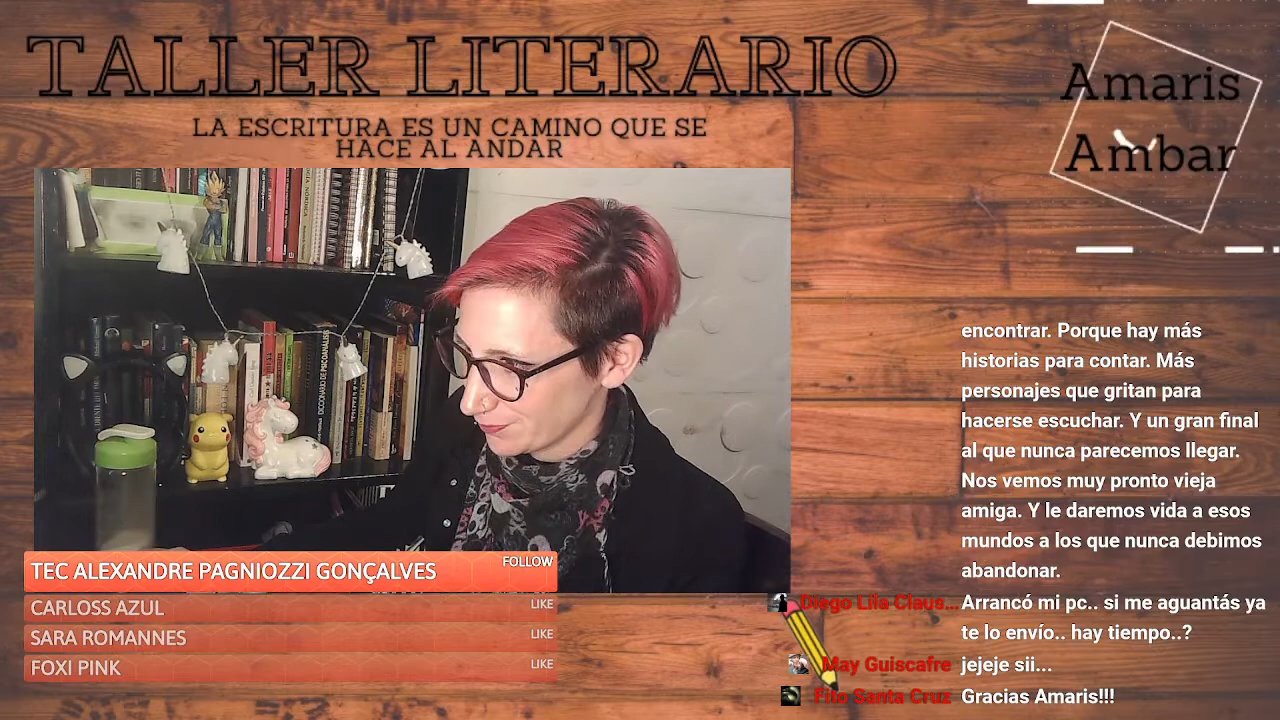 TALLER LITERARIO
LA ESCRITURA ES UN CAMINO QUE SE
HACE AL ANDAR
Amaris
Ambar
encontrar. Porque hay más
historias para contar. Más
personajes que gritan para
hacerse escuchar. Y un gran final
al que nunca parecemos llegar.
Nos vemos muy pronto vieja
amiga. Y le daremos vida a esos
mundos a los que nunca debimos
abandonar.
Diego Lila Claus... Arrancó mi pc.. si me aguantás ya
te lo envío.. hay tiempo..?
May Guiscafre jejeje sii...
Fito Santa Cruz Gracias Amaris!!!
TEC ALEXANDRE PAGNIOZZI GONÇALVES FOLLOW
CARLOSS AZUL LIKE
SARA ROMANNES LIKE
FOXI PINK LIKE
DICCIONARIO DE PSICOANÁLISIS